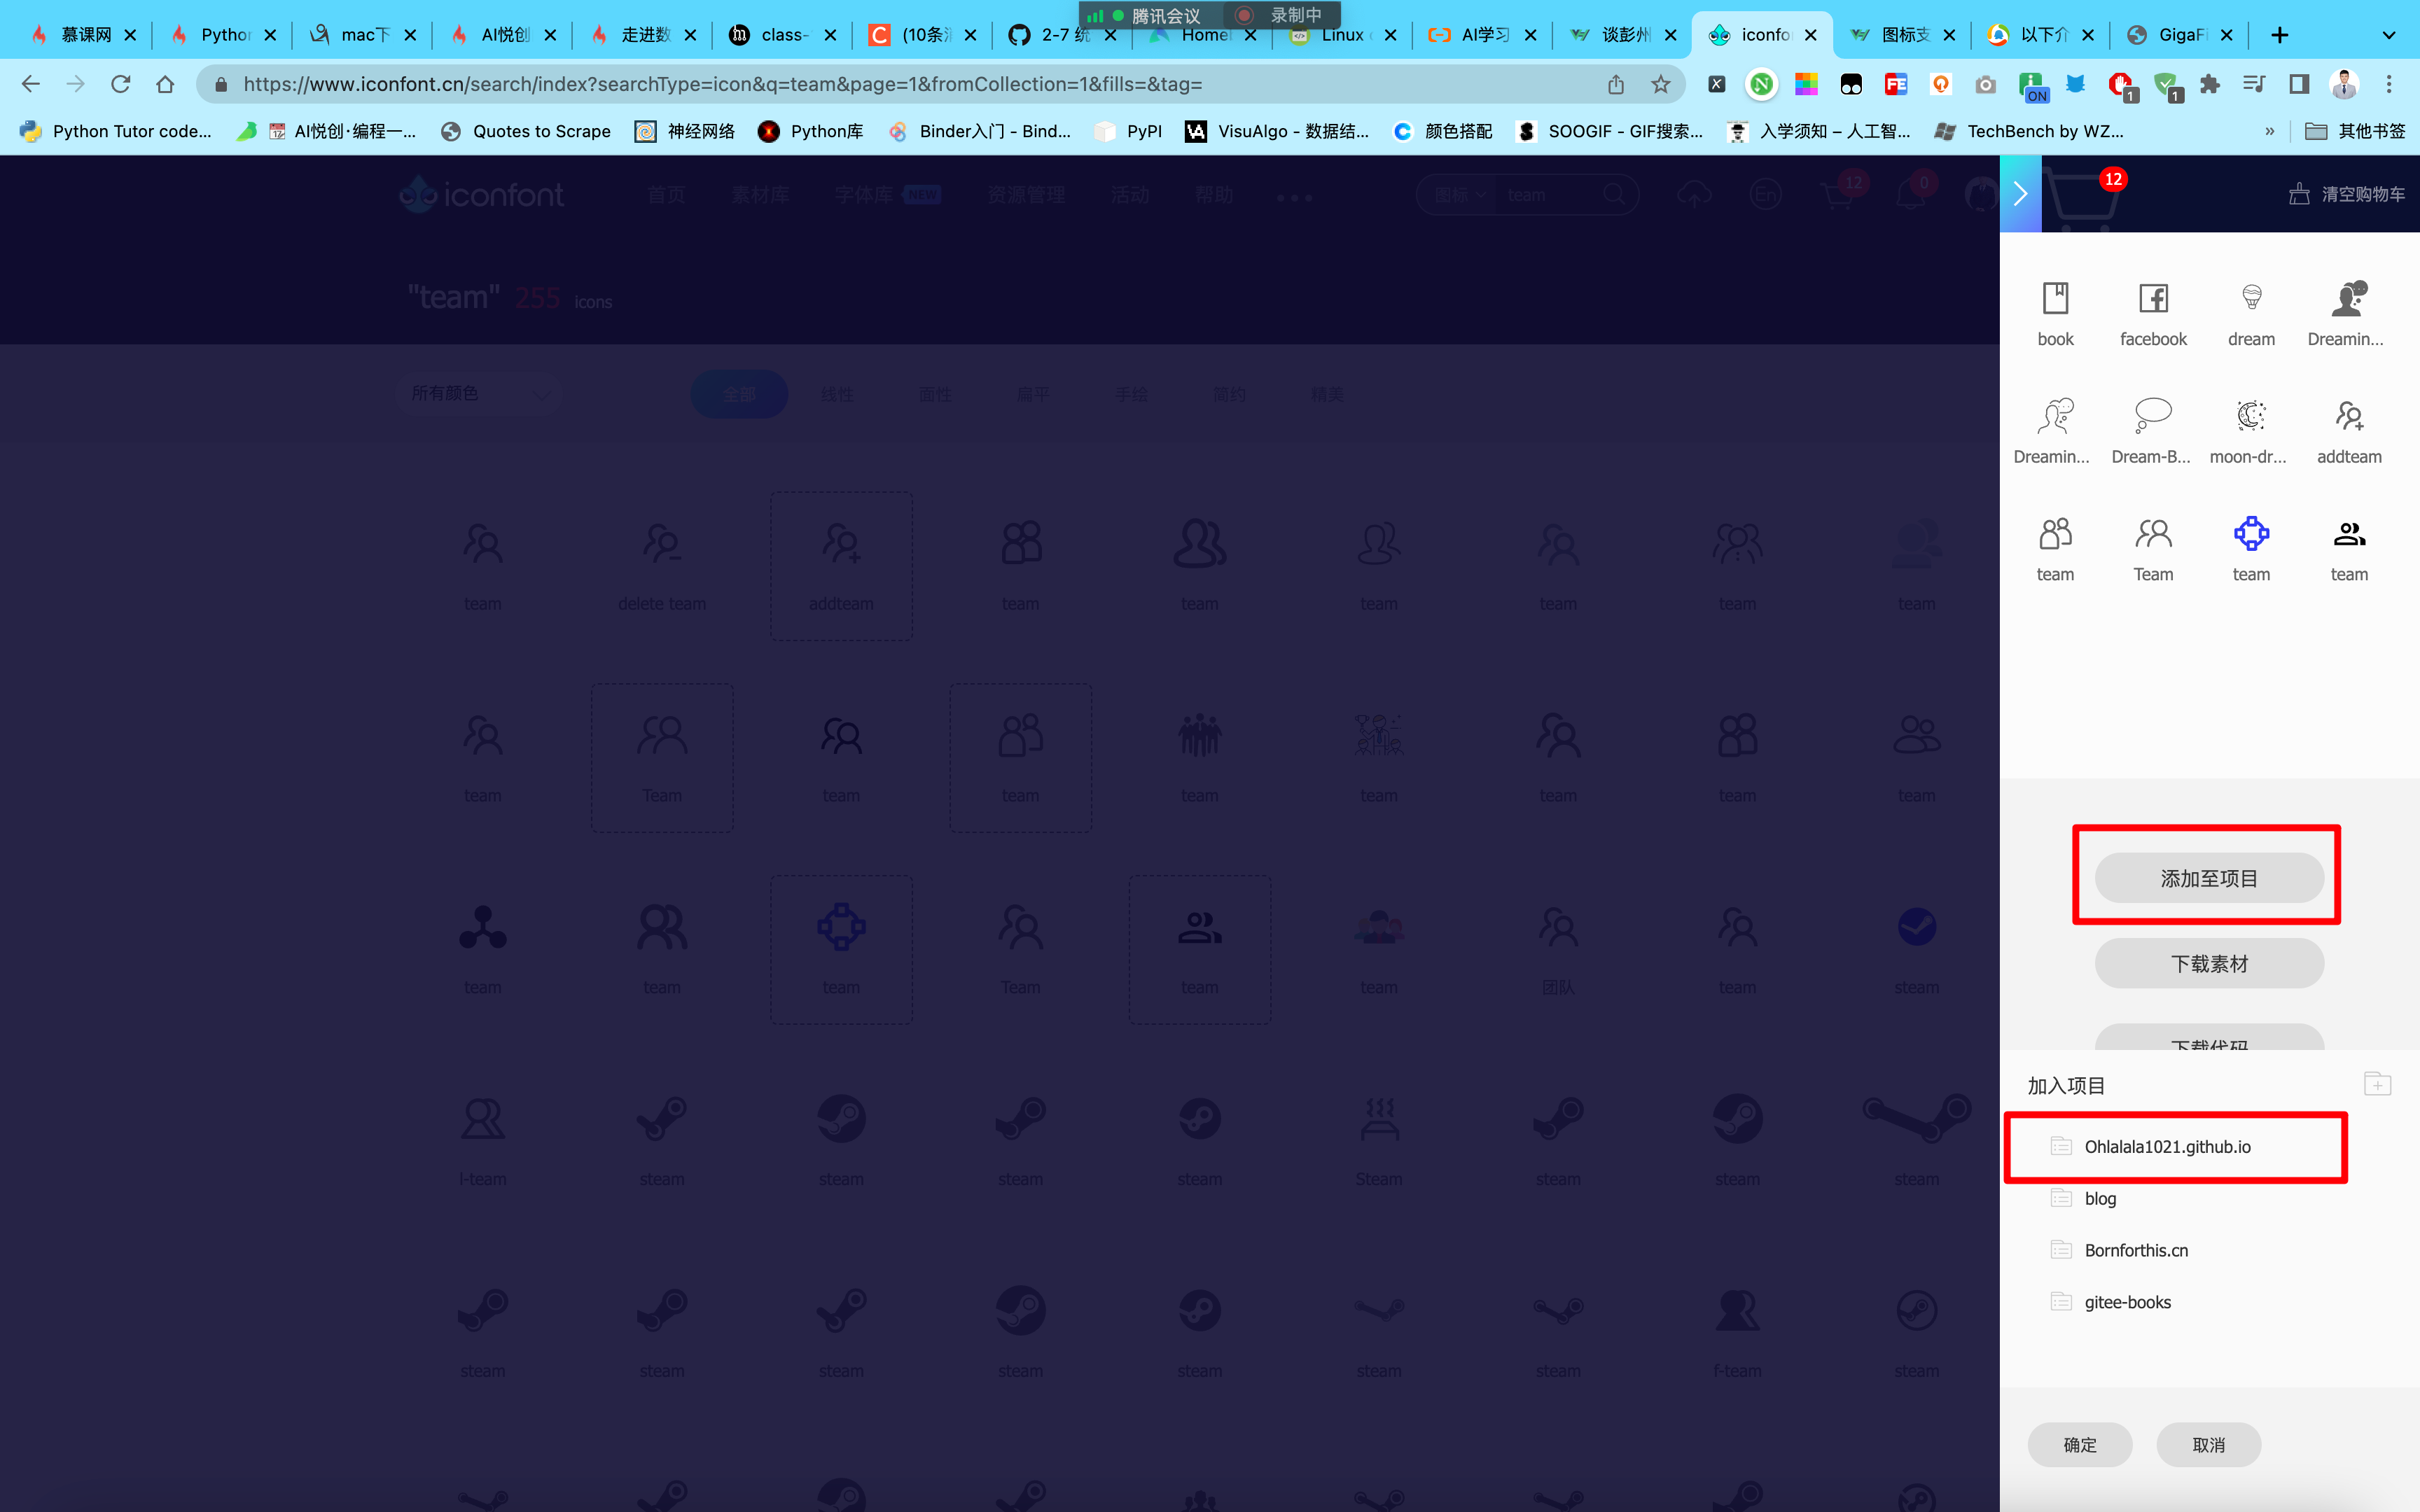 腾讯会议 录制中
慕课网 Python mac下 AI悦创 走进数 class- (10条消 2-7 统 Home Linux AI学习 谈彭州 iconfo 图标支 以下介 GigaFi
https://www.iconfont.cn/search/index?searchType=icon&q=team&page=1&fromCollection=1&fills=&tag=
ON 1 1
Python Tutor code... AI悦创·编程一... Quotes to Scrape 神经网络 Python库 Binder入门 - Bind... PyPI VisuAlgo - 数据结... 颜色搭配 SOOGIF - GIF搜索... 入学须知 – 人工智... TechBench by WZ... » 其他书签
iconfont 首页 素材库 字体库 NEW 资源管理 活动 帮助 ••• 图标 team En 12 0
12 清空购物车
"team" 255 icons
所有颜色 全部 线性 面性 扁平 手绘 简约 精美
team delete team addteam team team team team team team
team Team team team team team team team team
team team team Team team team 团队 team steam
l-team steam steam steam steam Steam steam steam steam
steam steam steam steam steam steam steam f-team steam
book facebook dream Dreamin...
Dreamin... Dream-B... moon-dr... addteam
team Team team team
添加至项目
下载素材
下载代码
加入项目
Ohlalala1021.github.io
blog
Bornforthis.cn
gitee-books
确定 取消